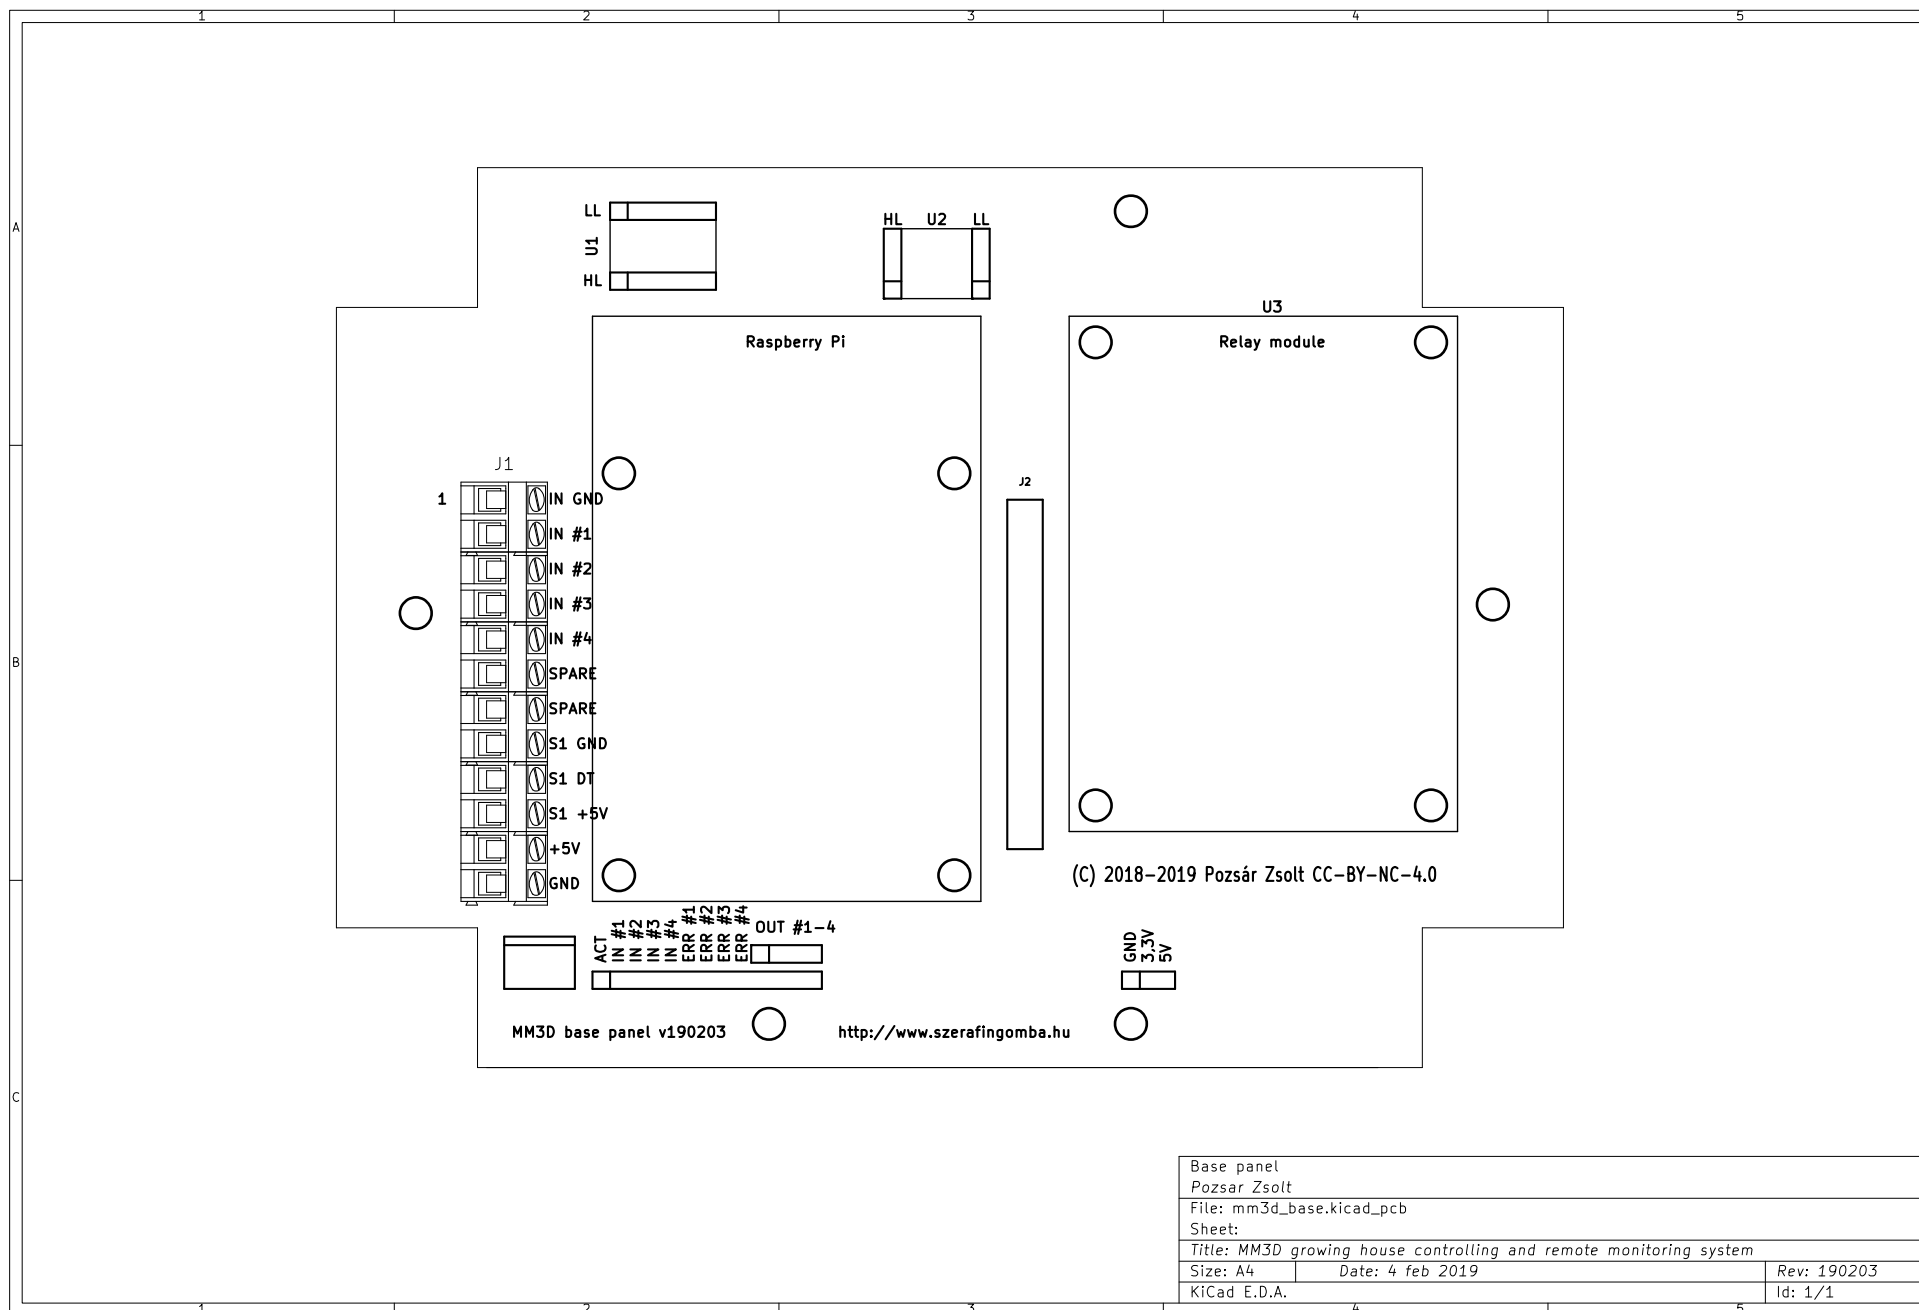 1 2 3 4 5
A
LL
HL U2 LL
U1
HL
U3
Raspberry Pi
Relay module
B
J1
J2
1
IN GND
IN #1
IN #2
IN #3
IN #4
SPARE
SPARE
S1 GND
S1 DT
S1 +5V
+5V
GND
(C) 2018-2019 Pozsár Zsolt CC-BY-NC-4.0
ACT
IN #1
IN #2
IN #3
IN #4
ERR #1
ERR #2
ERR #3
ERR #4
OUT #1-4
GND
3.3V
5V
MM3D base panel v190203
http://www.szerafingomba.hu
C
Base panel
Pozsar Zsolt
File: mm3d_base.kicad_pcb
Sheet:
Title: MM3D growing house controlling and remote monitoring system
Size: A4 Date: 4 feb 2019 Rev: 190203
KiCad E.D.A. Id: 1/1
1 2 3 4 5